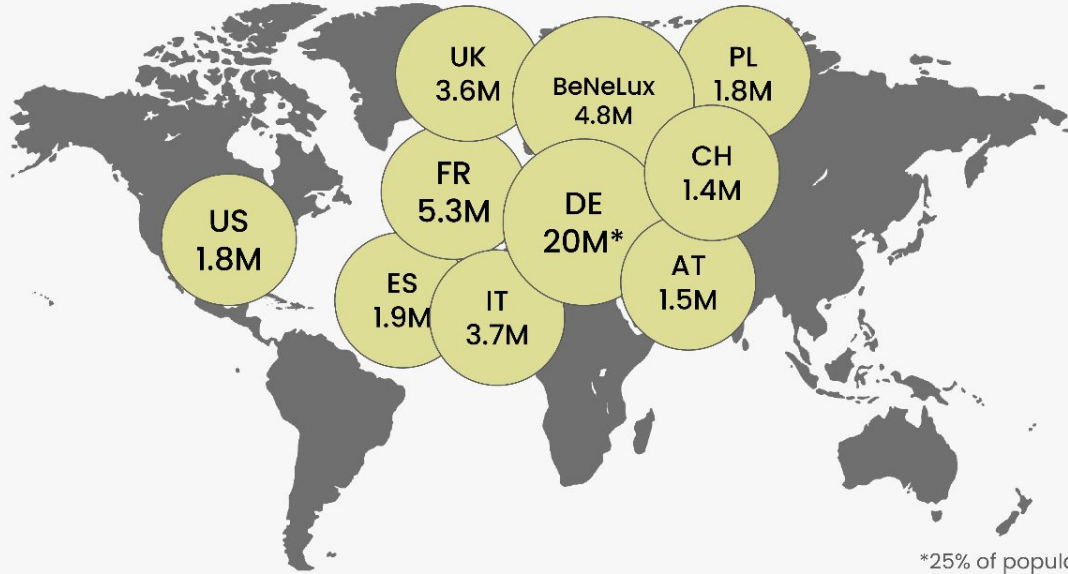 UK
3.6M
BeNeLux
4.8M
PL
1.8M
FR
5.3M
CH
1.4M
US
1.8M
DE
20M*
ES
1.9M
IT
3.7M
AT
1.5M
*25% of